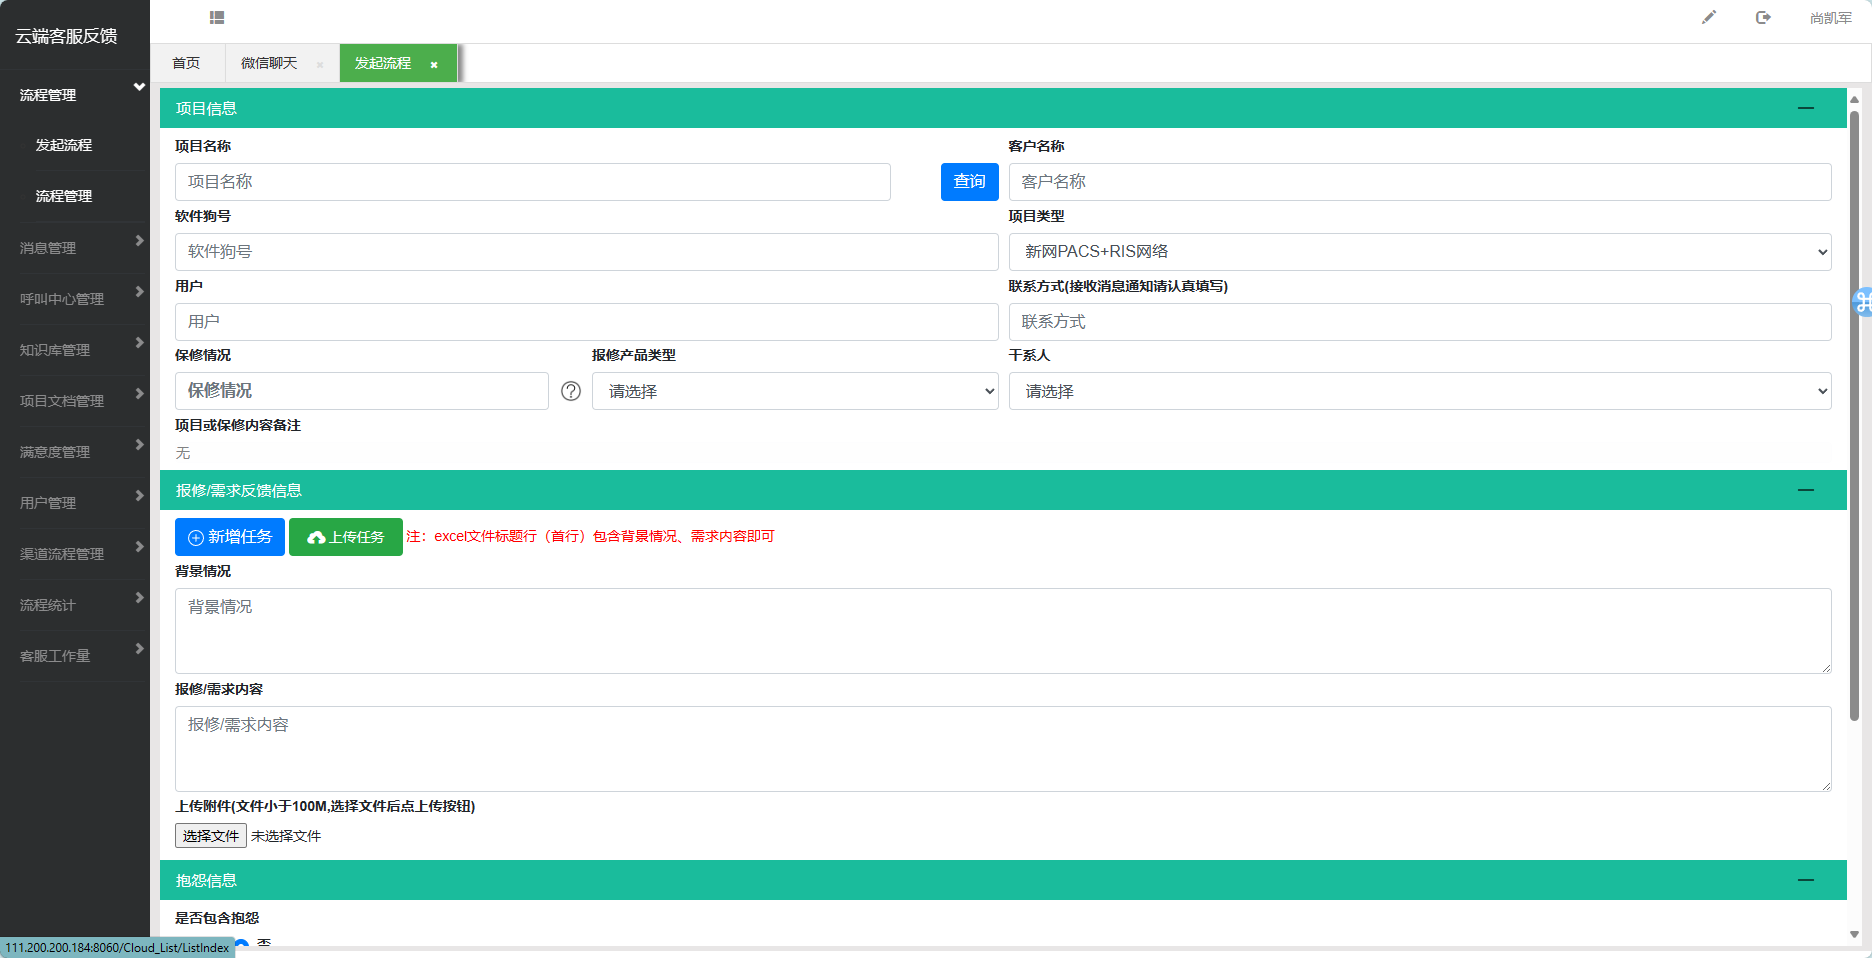 云端客服反馈
尚凯军
首页
微信聊天 ×
发起流程 ×
流程管理
发起流程
流程管理
消息管理
呼叫中心管理
知识库管理
项目文档管理
满意度管理
用户管理
渠道流程管理
流程统计
客服工作量
项目信息
项目名称
项目名称
查询
客户名称
客户名称
软件狗号
软件狗号
项目类型
新网PACS+RIS网络
用户
用户
联系方式(接收消息通知请认真填写)
联系方式
保修情况
保修情况
报修产品类型
请选择
干系人
请选择
项目或保修内容备注
无
报修/需求反馈信息
新增任务
上传任务
注：excel文件标题行（首行）包含背景情况、需求内容即可
背景情况
背景情况
报修/需求内容
报修/需求内容
上传附件(文件小于100M,选择文件后点上传按钮)
选择文件 未选择文件
抱怨信息
是否包含抱怨
否
111.200.200.184:8060/Cloud_List/ListIndex